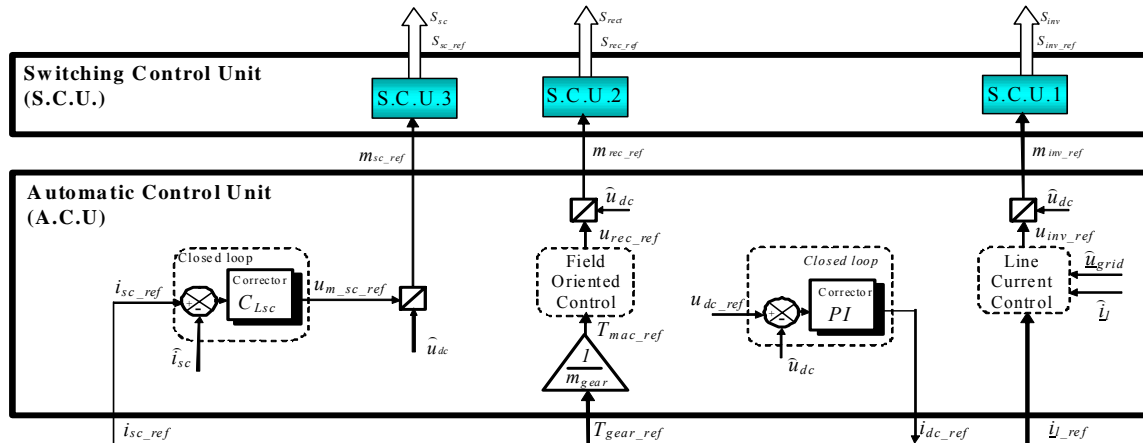 S_sc
S_sc_ref
S_rect
S_rec_ref
S_inv
S_inv_ref
Switching Control Unit
(S.C.U.)
S.C.U.3
S.C.U.2
S.C.U.1
m_sc_ref
m_rec_ref
m_inv_ref
Automatic Control Unit
(A.C.U)
û_dc
û_dc
u_rec_ref
u_inv_ref
Closed loop
Corrector
C_Lsc
i_sc_ref
u_m_sc_ref
+
-
î_sc
û_dc
Field
Oriented
Control
T_mac_ref
1
m_gear
Closed loop
Corrector
PI
u_dc_ref
+
-
û_dc
Line
Current
Control
û_grid
î_l
i_sc_ref
T_gear_ref
i_dc_ref
i_l_ref